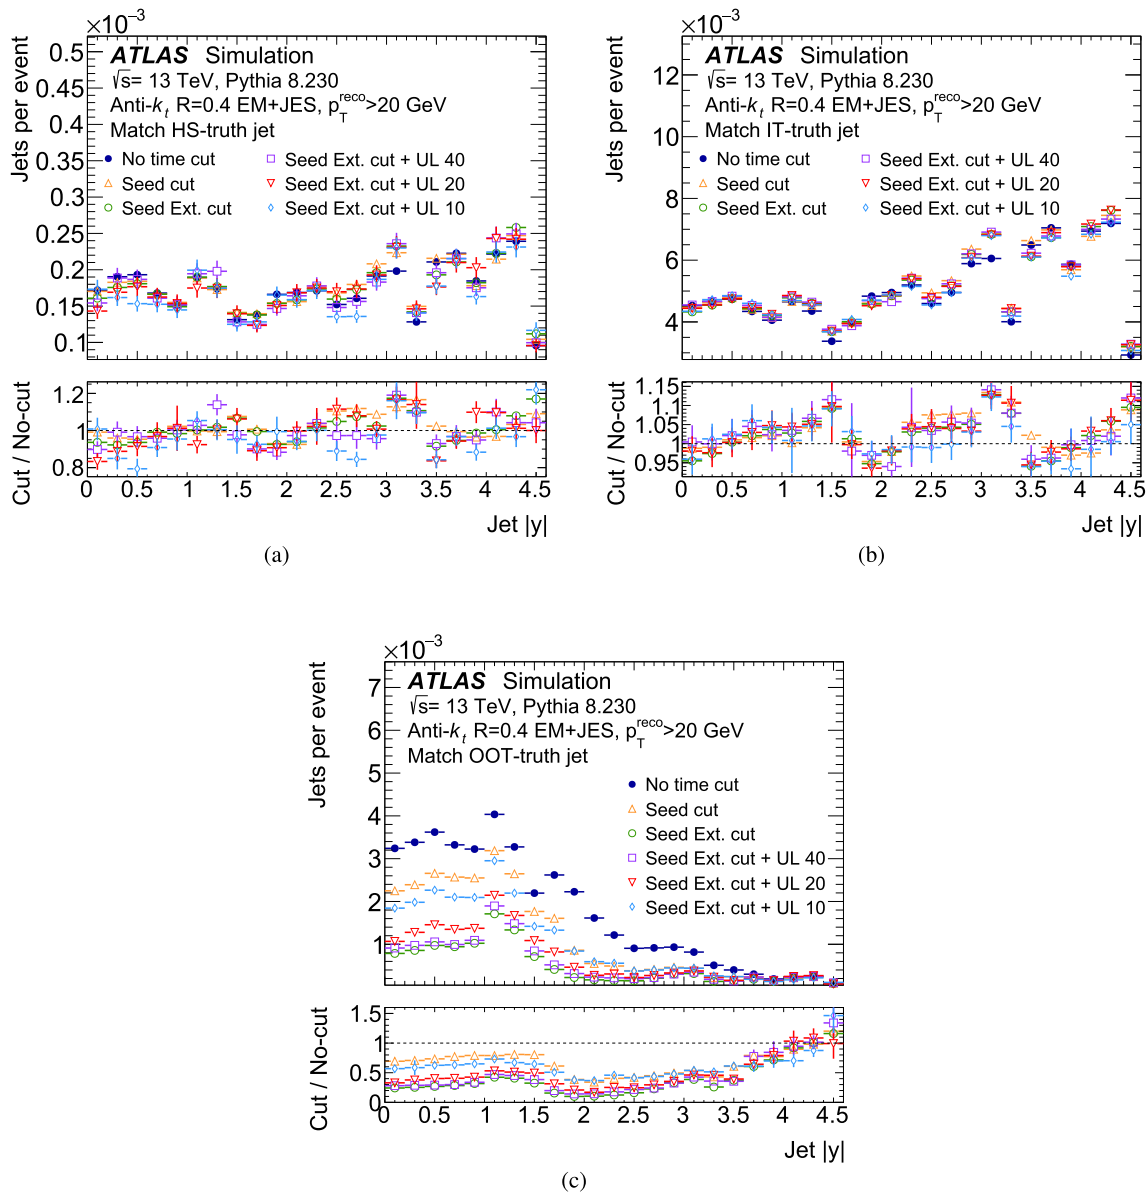 ×10⁻³
Jets per event
0.5
0.45
0.4
0.35
0.3
0.25
0.2
0.15
0.1
ATLAS Simulation
√s= 13 TeV, Pythia 8.230
Anti-kₜ R=0.4 EM+JES, p_T^reco>20 GeV
Match HS-truth jet
No time cut
Seed cut
Seed Ext. cut
Seed Ext. cut + UL 40
Seed Ext. cut + UL 20
Seed Ext. cut + UL 10
Cut / No-cut
1.2
1
0.8
0 0.5 1 1.5 2 2.5 3 3.5 4 4.5
Jet |y|
(a)
×10⁻³
Jets per event
12
10
8
6
4
ATLAS Simulation
√s= 13 TeV, Pythia 8.230
Anti-kₜ R=0.4 EM+JES, p_T^reco>20 GeV
Match IT-truth jet
No time cut
Seed cut
Seed Ext. cut
Seed Ext. cut + UL 40
Seed Ext. cut + UL 20
Seed Ext. cut + UL 10
Cut / No-cut
1.15
1.1
1.05
1
0.95
0 0.5 1 1.5 2 2.5 3 3.5 4 4.5
Jet |y|
(b)
×10⁻³
Jets per event
7
6
5
4
3
2
1
ATLAS Simulation
√s= 13 TeV, Pythia 8.230
Anti-kₜ R=0.4 EM+JES, p_T^reco>20 GeV
Match OOT-truth jet
No time cut
Seed cut
Seed Ext. cut
Seed Ext. cut + UL 40
Seed Ext. cut + UL 20
Seed Ext. cut + UL 10
Cut / No-cut
1.5
1
0.5
0
0 0.5 1 1.5 2 2.5 3 3.5 4 4.5
Jet |y|
(c)